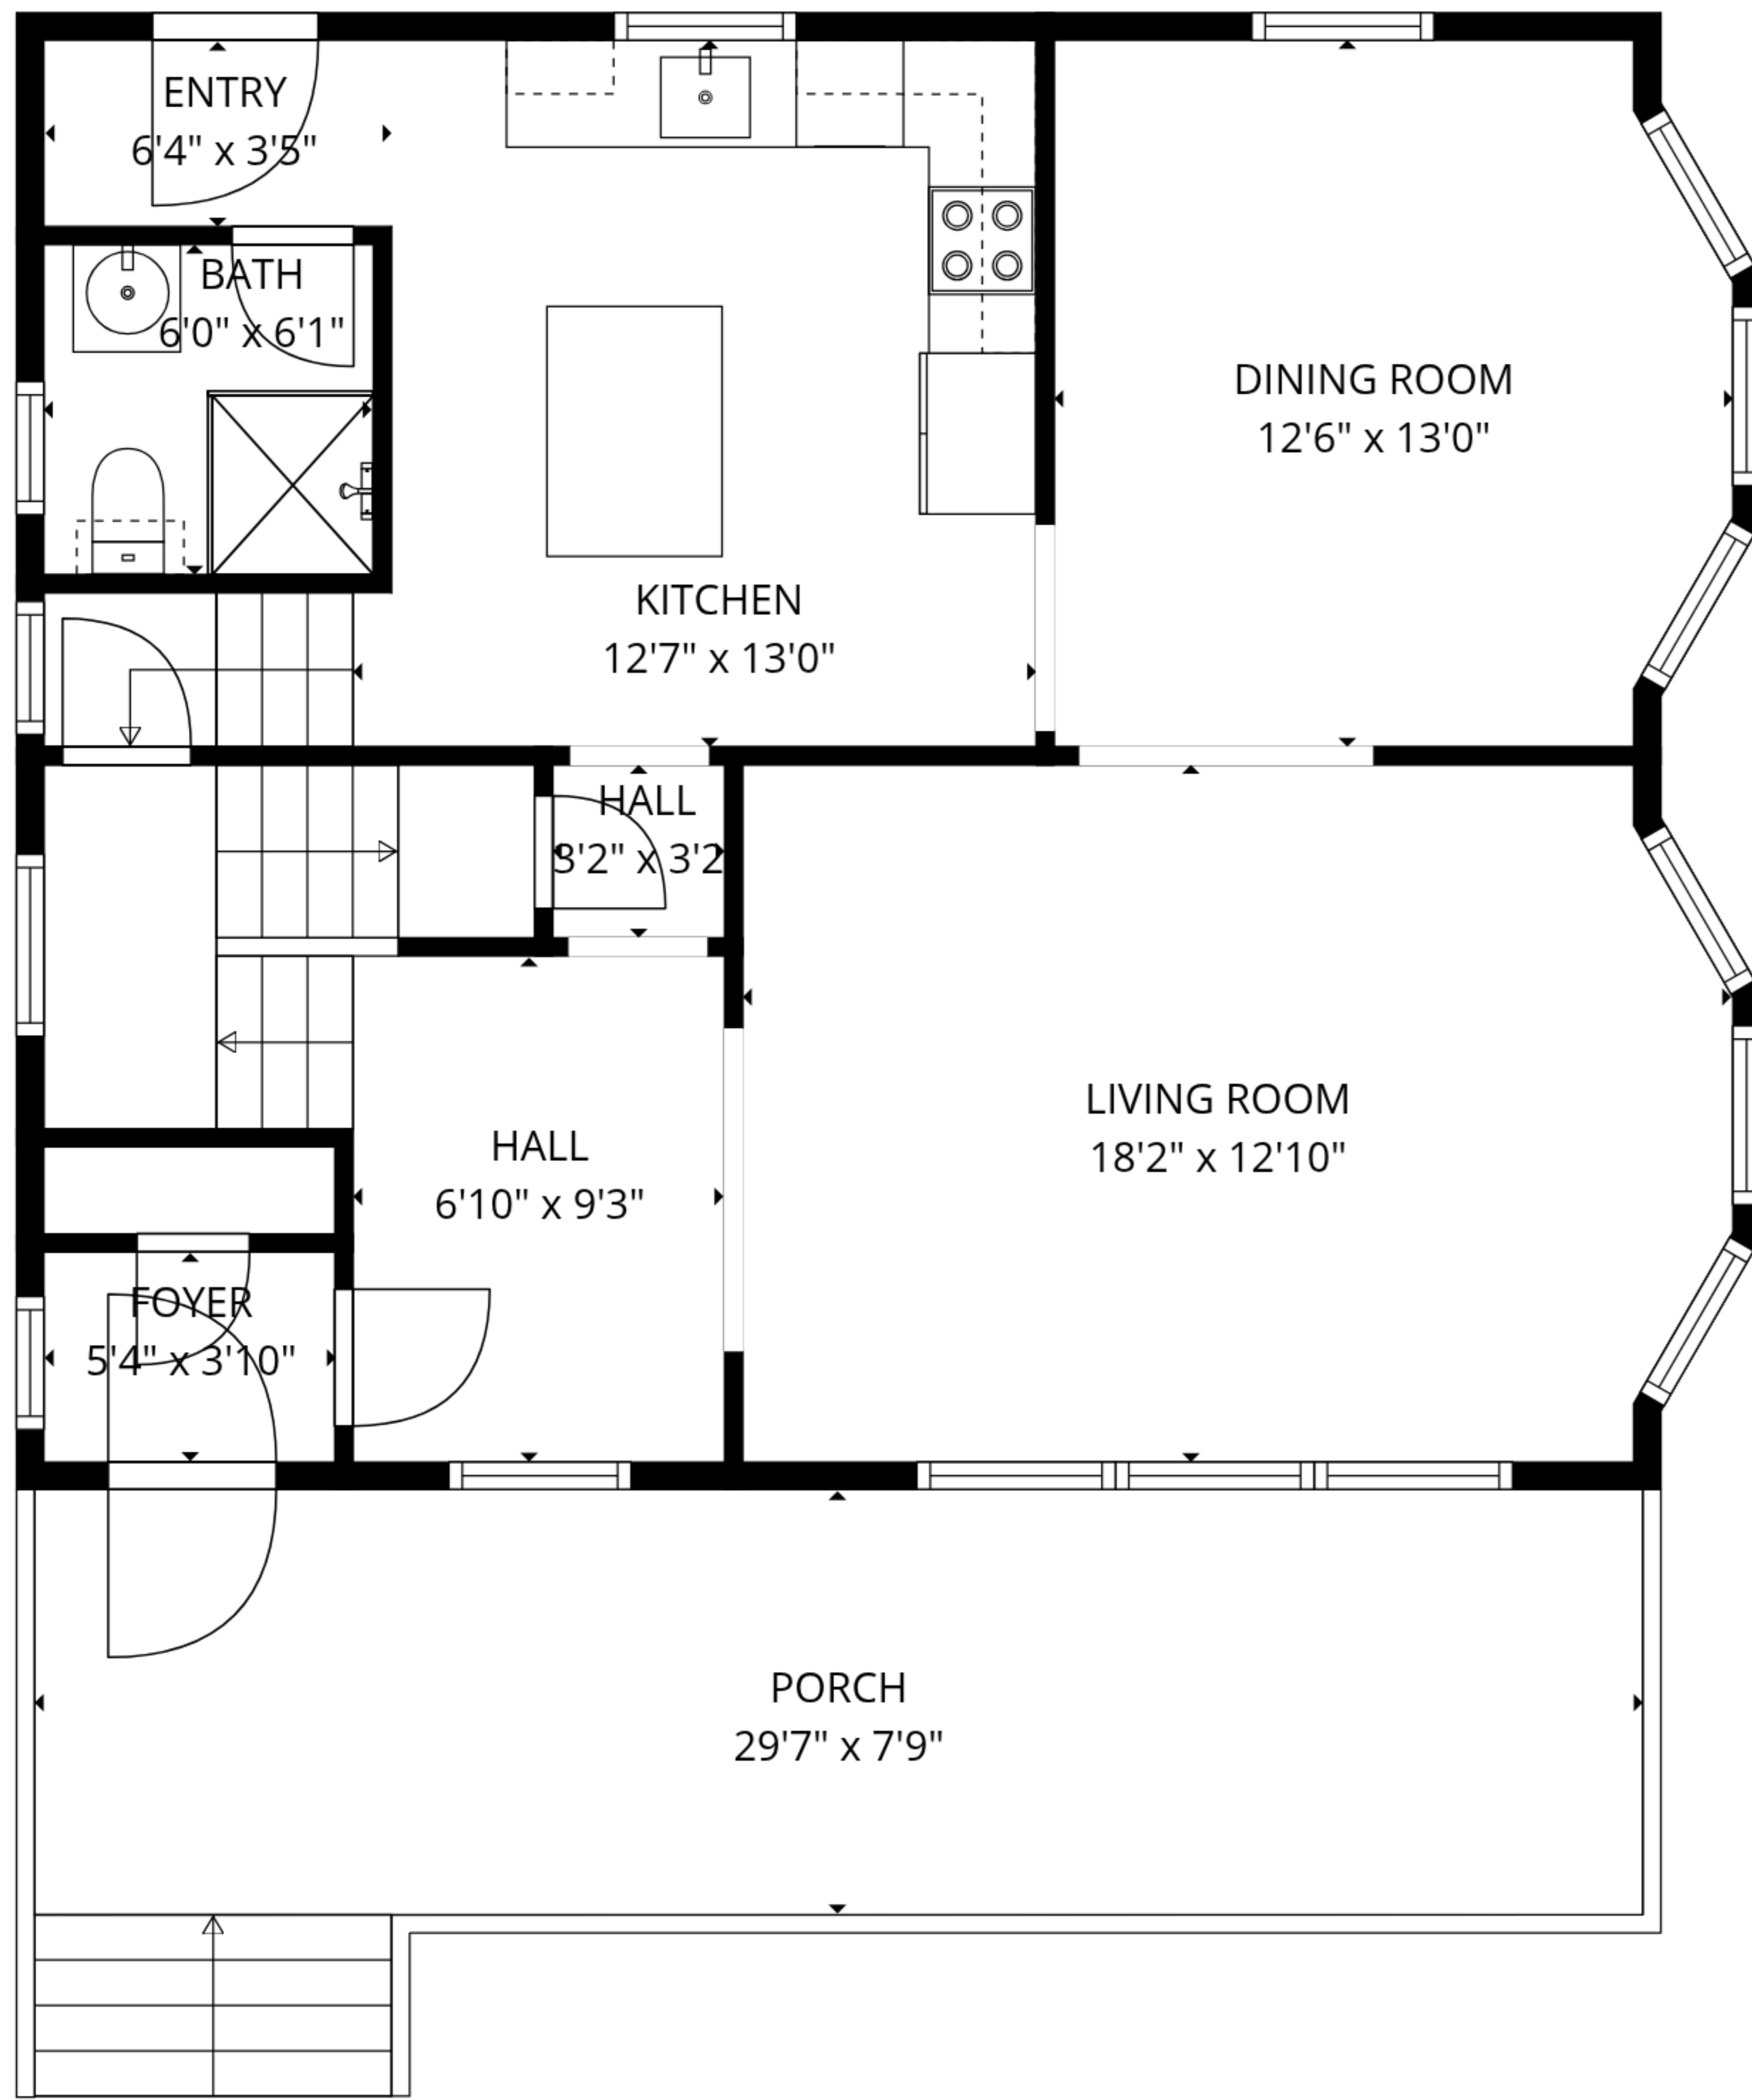 ENTRY
6'4" x 3'5"
BATH
6'0" x 6'1"
DINING ROOM
12'6" x 13'0"
KITCHEN
12'7" x 13'0"
HALL
3'2" x 3'2
LIVING ROOM
18'2" x 12'10"
HALL
6'10" x 9'3"
FOYER
5'4" x 3'10"
PORCH
29'7" x 7'9"